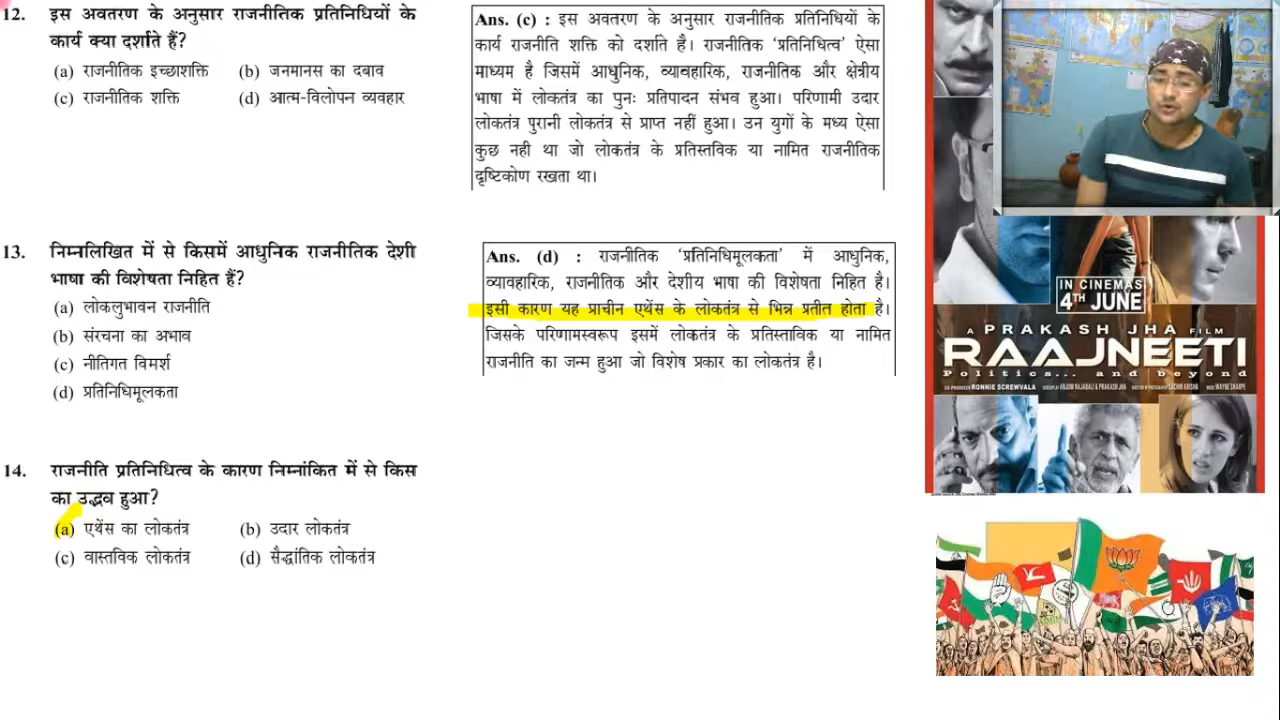 12. इस अवतरण के अनुसार राजनीतिक प्रतिनिधियों के
कार्य क्या दर्शाते हैं?
(a) राजनीतिक इच्छाशक्ति (b) जनमानस का दबाव
(c) राजनीतिक शक्ति (d) आत्म-विलोपन व्यवहार
Ans. (c) : इस अवतरण के अनुसार राजनीतिक प्रतिनिधियों के
कार्य राजनीति शक्ति को दर्शाते है। राजनीतिक 'प्रतिनिधित्व' ऐसा
माध्यम है जिसमें आधुनिक, व्यावहारिक, राजनीतिक और क्षेत्रीय
भाषा में लोकतंत्र का पुनः प्रतिपादन संभव हुआ। परिणामी उदार
लोकतंत्र पुरानी लोकतंत्र से प्राप्त नहीं हुआ। उन युगों के मध्य ऐसा
कुछ नही था जो लोकतंत्र के प्रतिस्तविक या नामित राजनीतिक
दृष्टिकोण रखता था।
13. निम्नलिखित में से किसमें आधुनिक राजनीतिक देशी
भाषा की विशेषता निहित हैं?
(a) लोकलुभावन राजनीति
(b) संरचना का अभाव
(c) नीतिगत विमर्श
(d) प्रतिनिधिमूलकता
Ans. (d) : राजनीतिक 'प्रतिनिधिमूलकता' में आधुनिक,
व्यावहारिक, राजनीतिक और देशीय भाषा की विशेषता निहित है।
इसी कारण यह प्राचीन एथेंस के लोकतंत्र से भिन्न प्रतीत होता है।
जिसके परिणामस्वरूप इसमें लोकतंत्र के प्रतिस्ताविक या नामित
राजनीति का जन्म हुआ जो विशेष प्रकार का लोकतंत्र है।
14. राजनीति प्रतिनिधित्व के कारण निम्नांकित में से किस
का उद्भव हुआ?
(a) एथेंस का लोकतंत्र (b) उदार लोकतंत्र
(c) वास्तविक लोकतंत्र (d) सैद्धांतिक लोकतंत्र
IN CINEMAS
4TH JUNE
A PRAKASH JHA FILM
RAAJNEETI
Politics... and beyond
RONNIE SCREWVALA